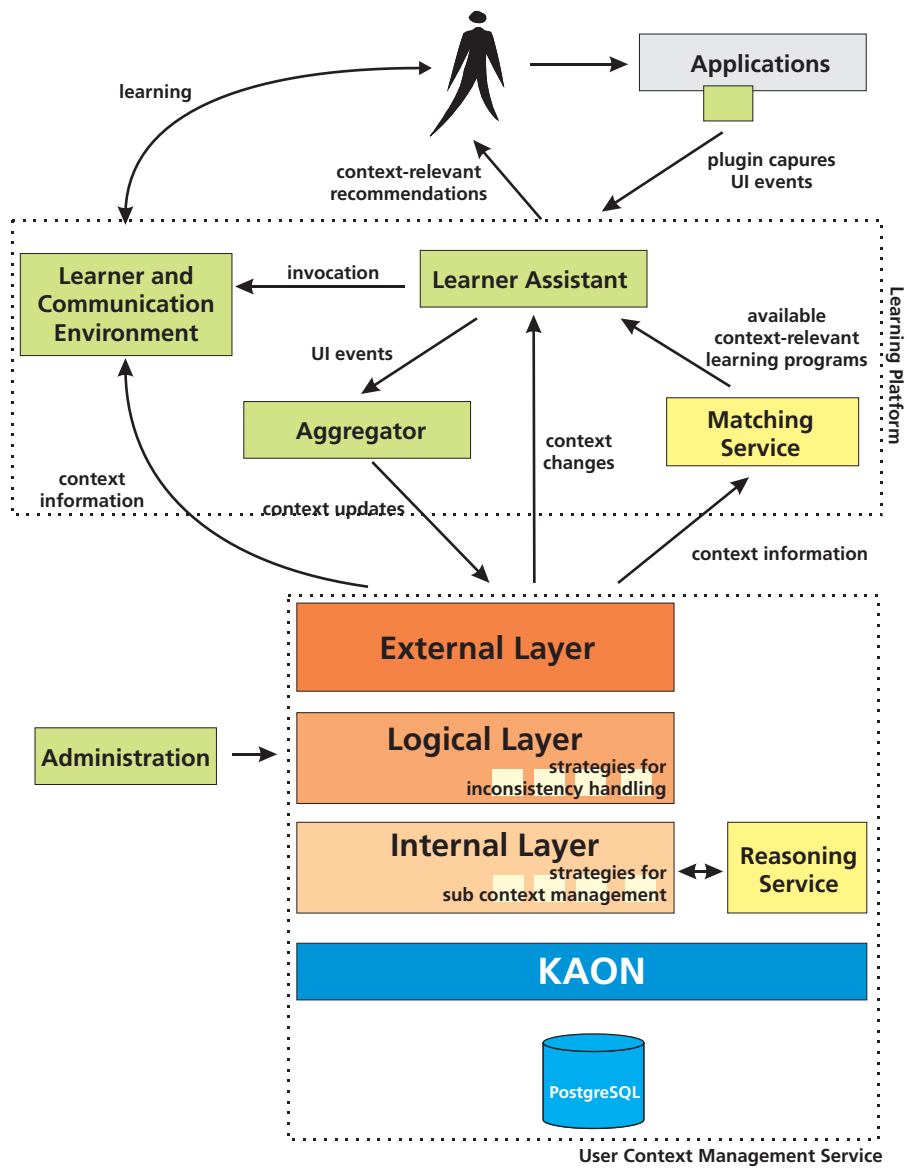 Applications
learning
plugin capures
UI events
context-relevant
recommendations
Learner and
Communication
Environment
invocation
Learner Assistant
available
context-relevant
learning programs
Learning Platform
UI events
Aggregator
context
changes
Matching
Service
context
information
context updates
context information
External Layer
Administration
Logical Layer
strategies for
inconsistency handling
Internal Layer
strategies for
sub context management
Reasoning
Service
KAON
PostgreSQL
User Context Management Service